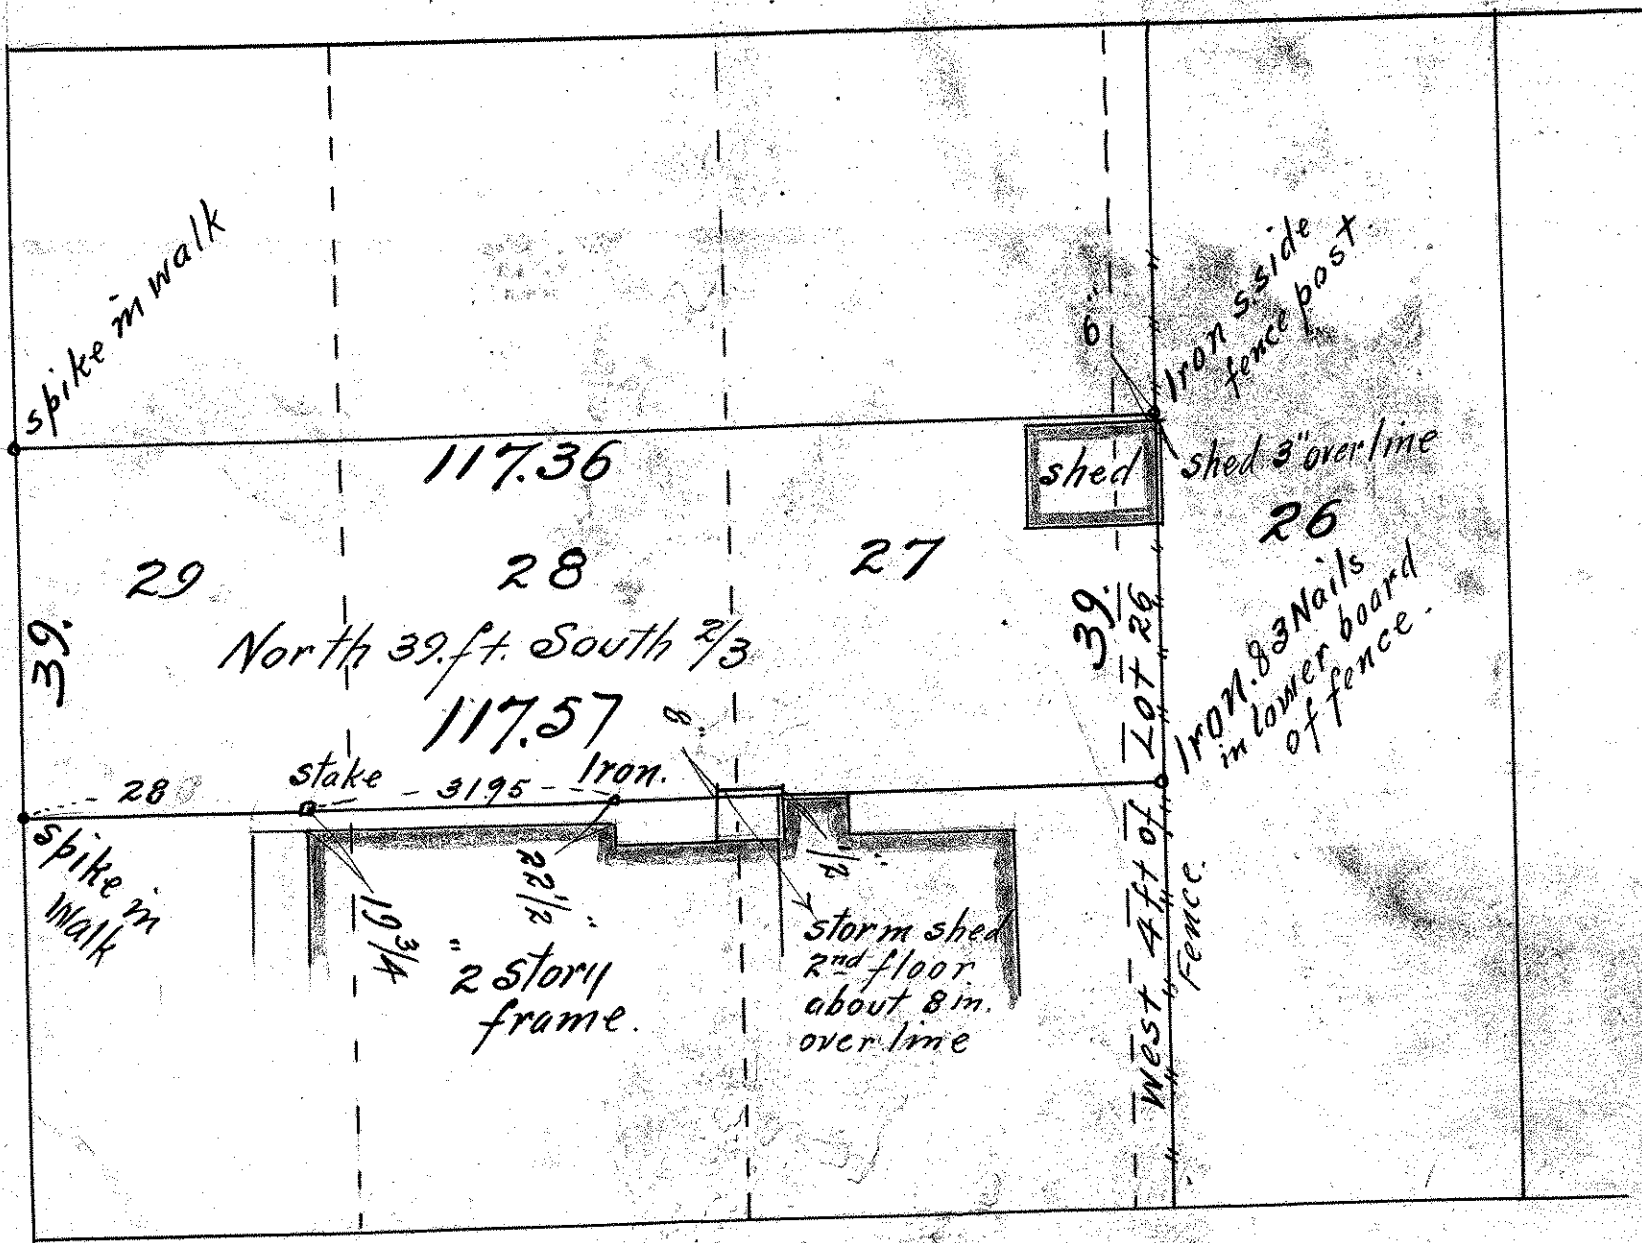 spike in walk
6"
Iron s. side
fence post.
117.36
shed
shed 3" over line
29
28
27
26
39.
39.
North 39. ft. South 2/3
117.57
8"
Iron .83 Nails
in lower board
of fence.
28
stake
3195
Iron.
spike in
walk
19 3/4"
22 1/2"
1/2"
2 story
frame.
storm shed
2nd floor
about 8 in.
over line
West 4 ft of Lot 26
Fence.